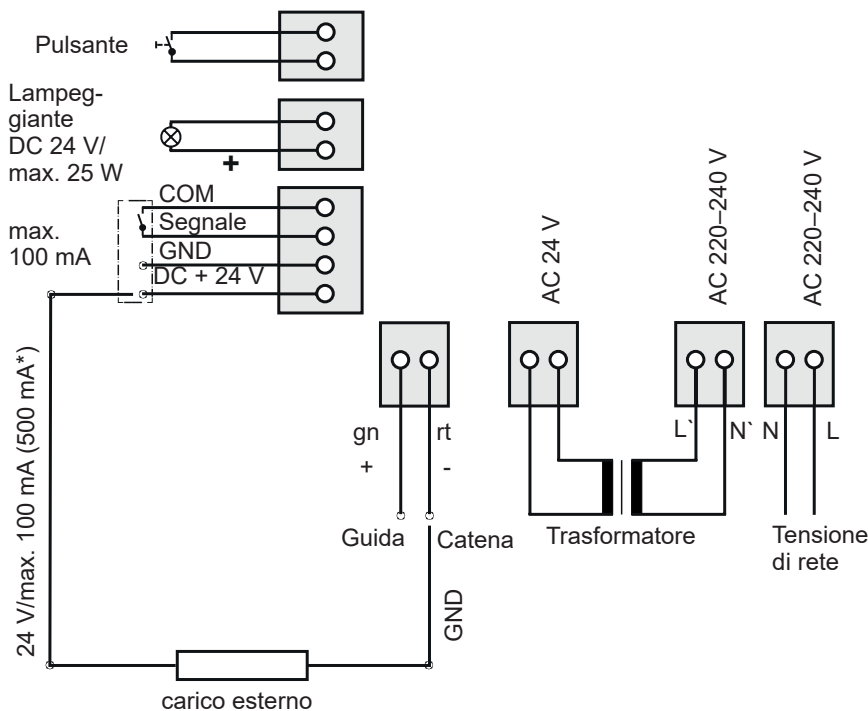 Pulsante
Lampeg-
giante
DC 24 V/
max. 25 W
+
max.
100 mA
COM
Segnale
GND
DC + 24 V
24 V/max. 100 mA (500 mA*)
gn
rt
+
-
Guida
Catena
GND
carico esterno
AC 24 V
AC 220–240 V
AC 220–240 V
L`
N`
N
L
Trasformatore
Tensione
di rete